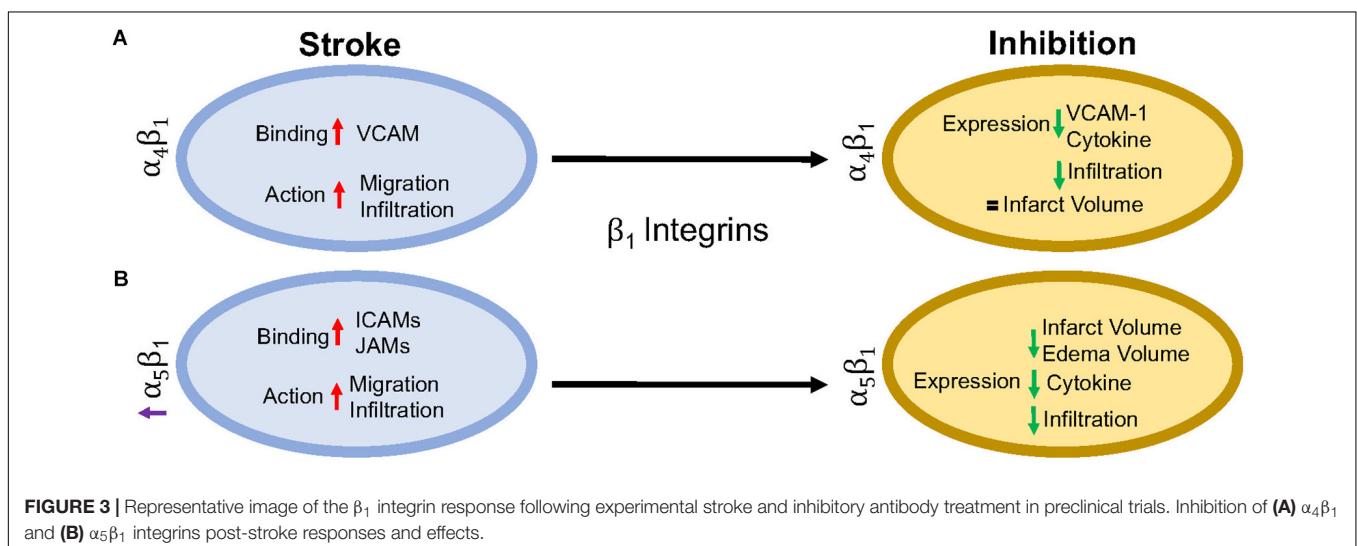 A
Stroke
Inhibition
α4β1
Binding VCAM
Action Migration
Infiltration
α4β1
Expression VCAM-1
Cytokine
Infiltration
= Infarct Volume
β1 Integrins
B
α5β1
Binding ICAMs
JAMs
Action Migration
Infiltration
α5β1
Infarct Volume
Edema Volume
Expression Cytokine
Infiltration
FIGURE 3 | Representative image of the β1 integrin response following experimental stroke and inhibitory antibody treatment in preclinical trials. Inhibition of (A) α4β1
and (B) α5β1 integrins post-stroke responses and effects.